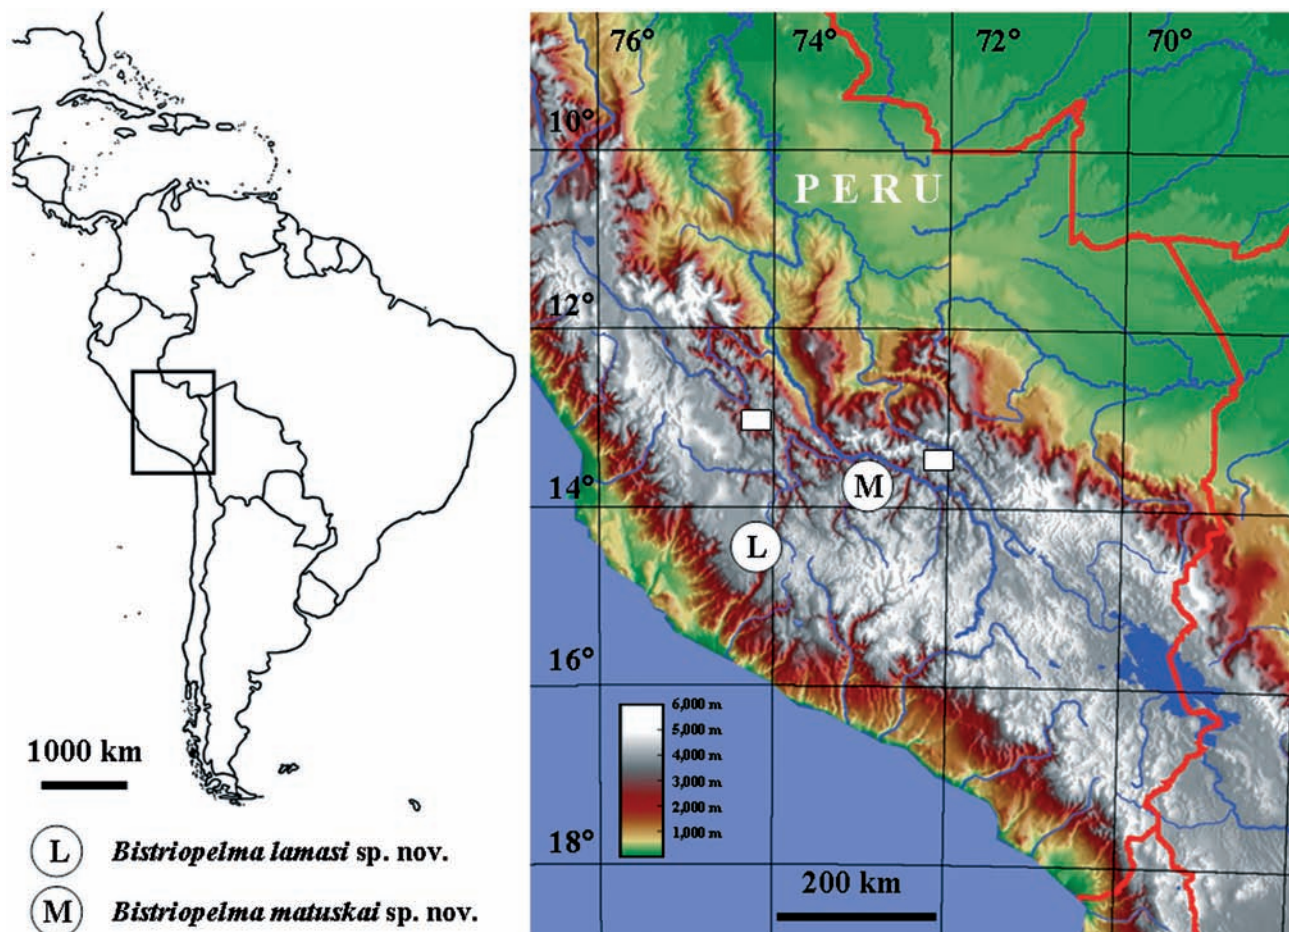 1000 km
L Bistriopelma lamasi sp. nov.
M Bistriopelma matuskai sp. nov.
76° 74° 72° 70°
10°
PERU
12°
M
14°
L
16°
6,000 m
5,000 m
4,000 m
3,000 m
2,000 m
1,000 m
18°
200 km